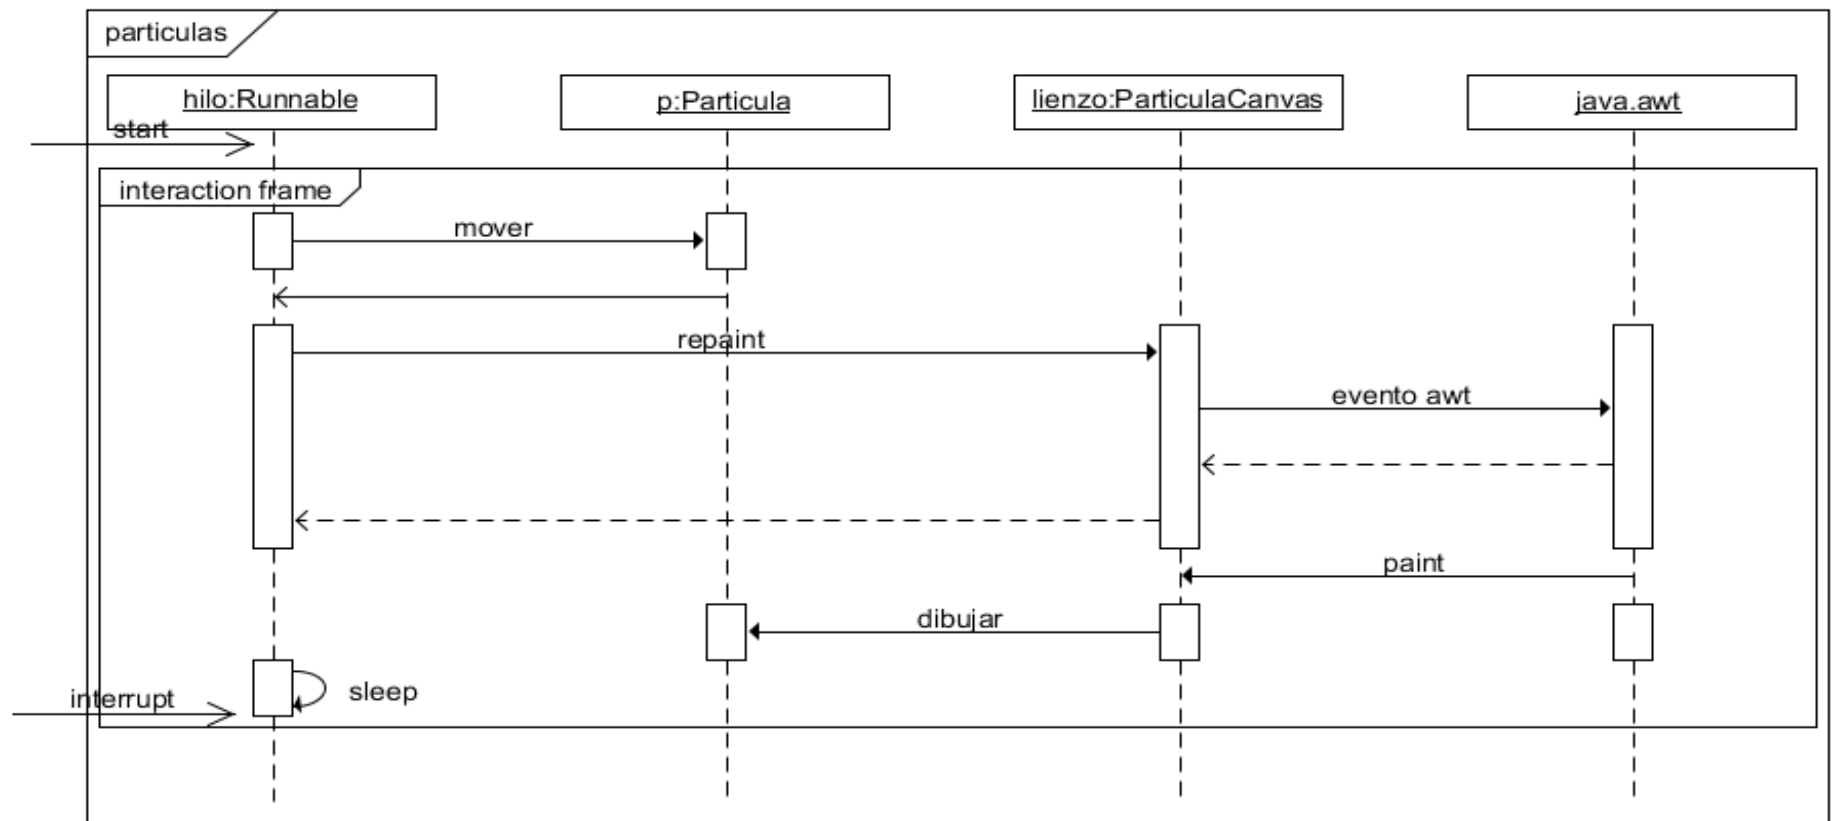 particulas
hilo:Runnable
p:Particula
lienzo:ParticulaCanvas
java.awt
start
interaction frame
mover
repaint
evento awt
paint
dibujar
sleep
interrupt